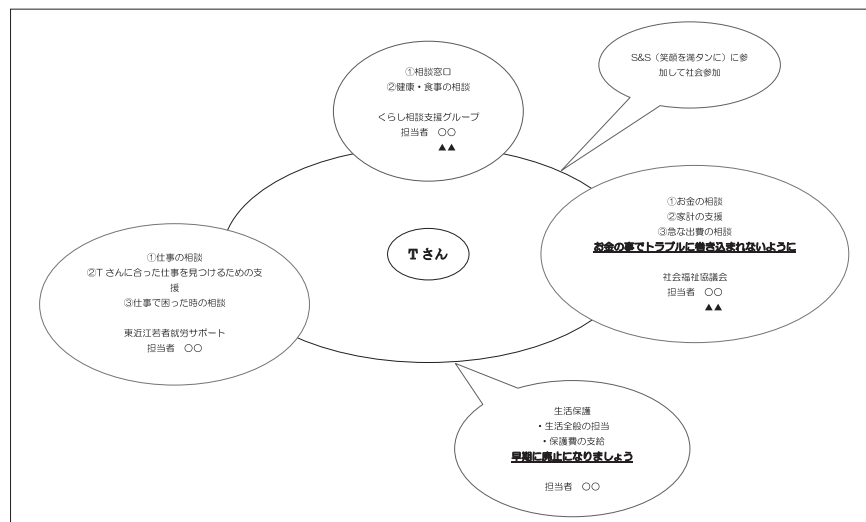 ①相談窓口
②健康・食事の相談
くらし相談支援グループ
担当者 ○○
▲▲
S&S(笑顔を満タンに)に参
加して社会参加
①お金の相談
②家計の支援
③急な出費の相談
お金の事でトラブルに巻き込まれないように
社会福祉協議会
担当者 ○○
▲▲
Tさん
①仕事の相談
②Tさんに合った仕事を見つけるための支
援
③仕事で困った時の相談
東近江若者就労サポート
担当者 ○○
生活保護
・生活全般の担当
・保護費の支給
早期に廃止になりましょう
担当者 ○○